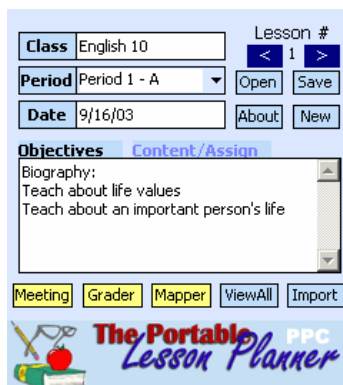 Lesson #
Class English 10 < 1 >
Period Period 1 - A Open Save
Date 9/16/03 About New
Objectives Content/Assign
Biography:
Teach about life values
Teach about an important person's life
Meeting Grader Mapper ViewAll Import
The Portable PPC
Lesson Planner